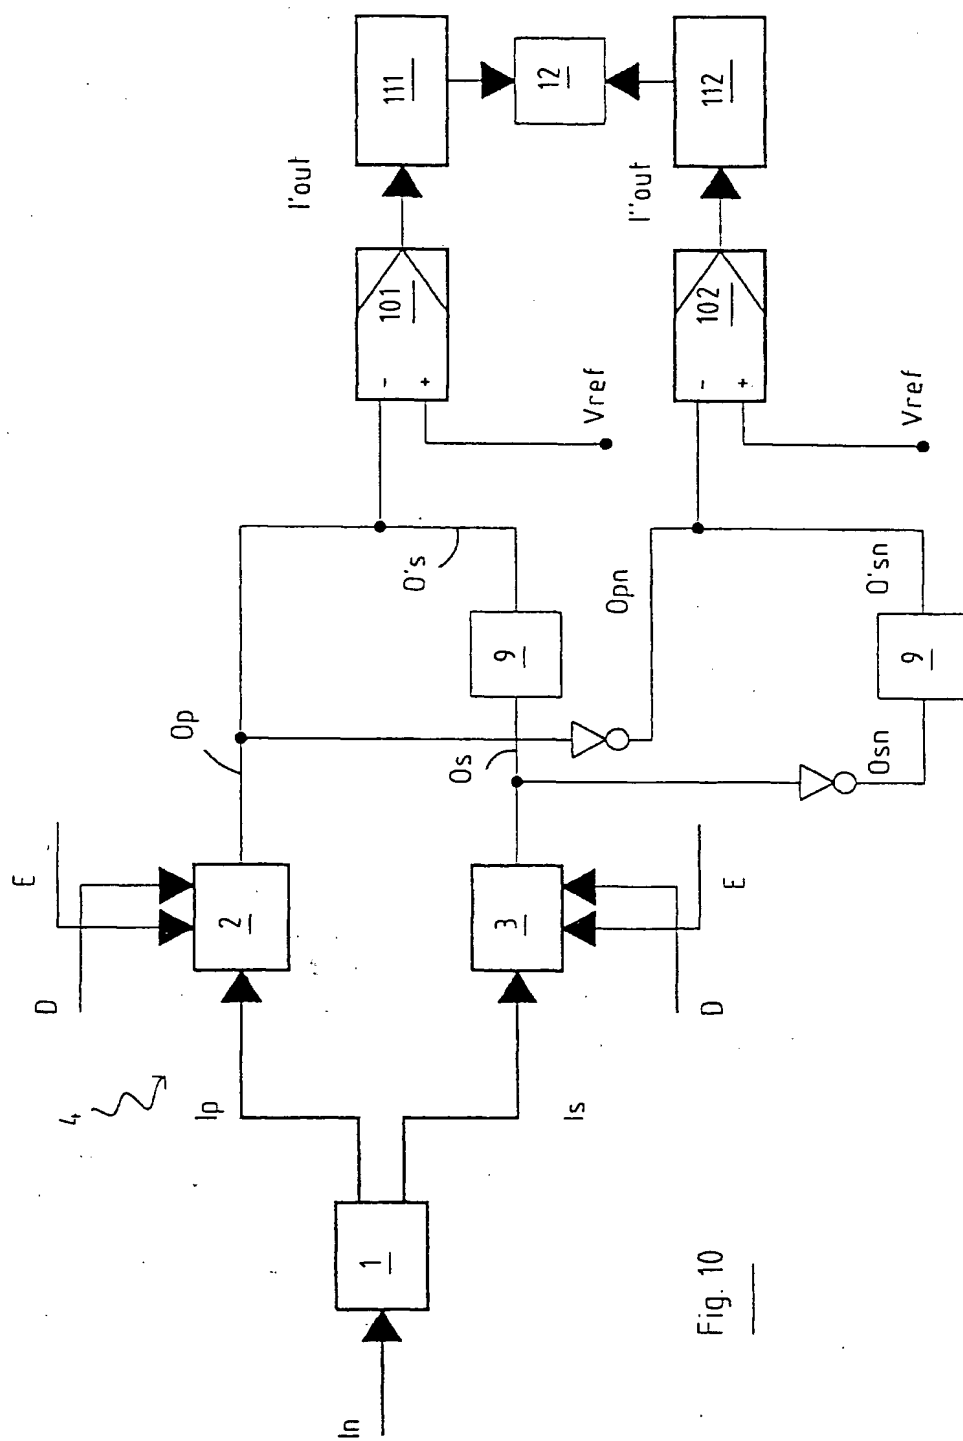 In
1
Ip
Is
4
D
E
2
Op
3
Os
D
E
9
O's
Opn
Osn
9
O'sn
-
+
101
Vref
I'out
111
12
-
+
102
Vref
I''out
112
Fig. 10